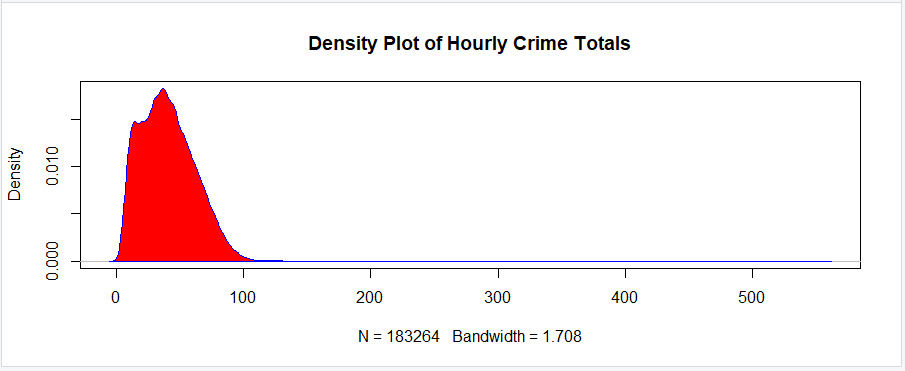 Density Plot of Hourly Crime Totals
Density
0.010
0.000
0 100 200 300 400 500
N = 183264 Bandwidth = 1.708